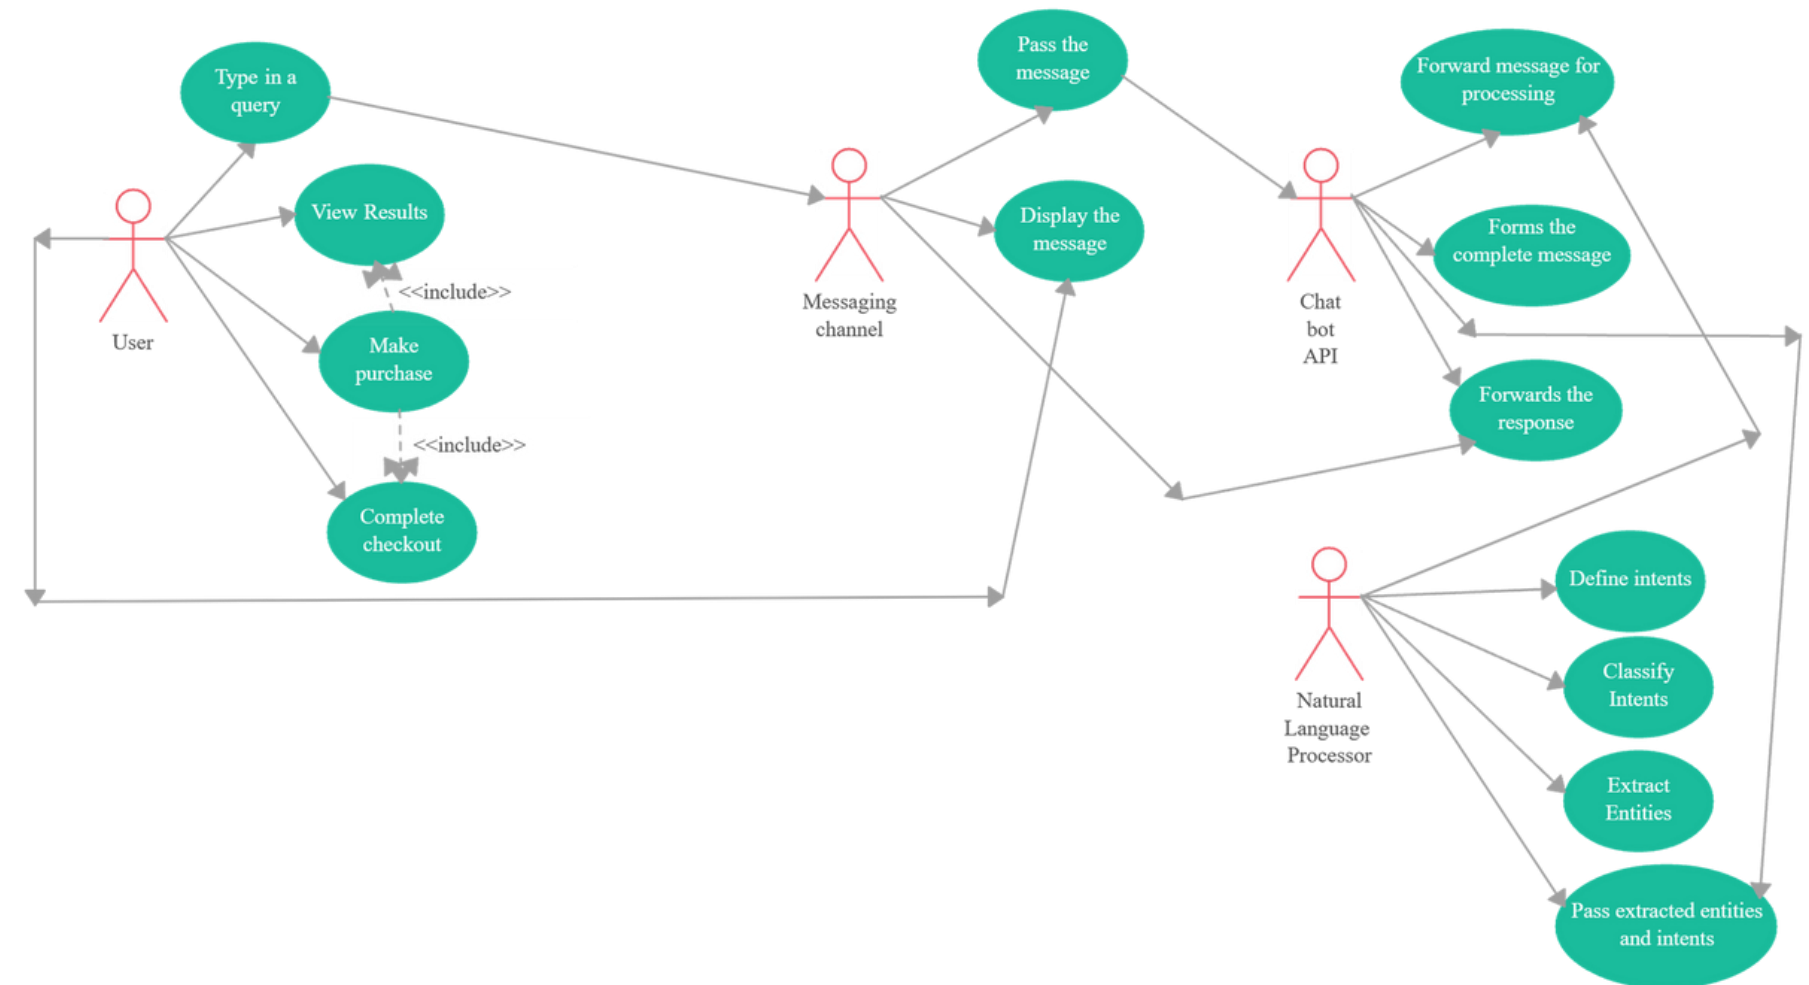 Type in a
query
View Results
<<include>>
Make
purchase
<<include>>
Complete
checkout
User
Pass the
message
Display the
message
Messaging
channel
Forward message for
processing
Forms the
complete message
Forwards the
response
Chat
bot
API
Define intents
Classify
Intents
Extract
Entities
Pass extracted entities
and intents
Natural
Language
Processor